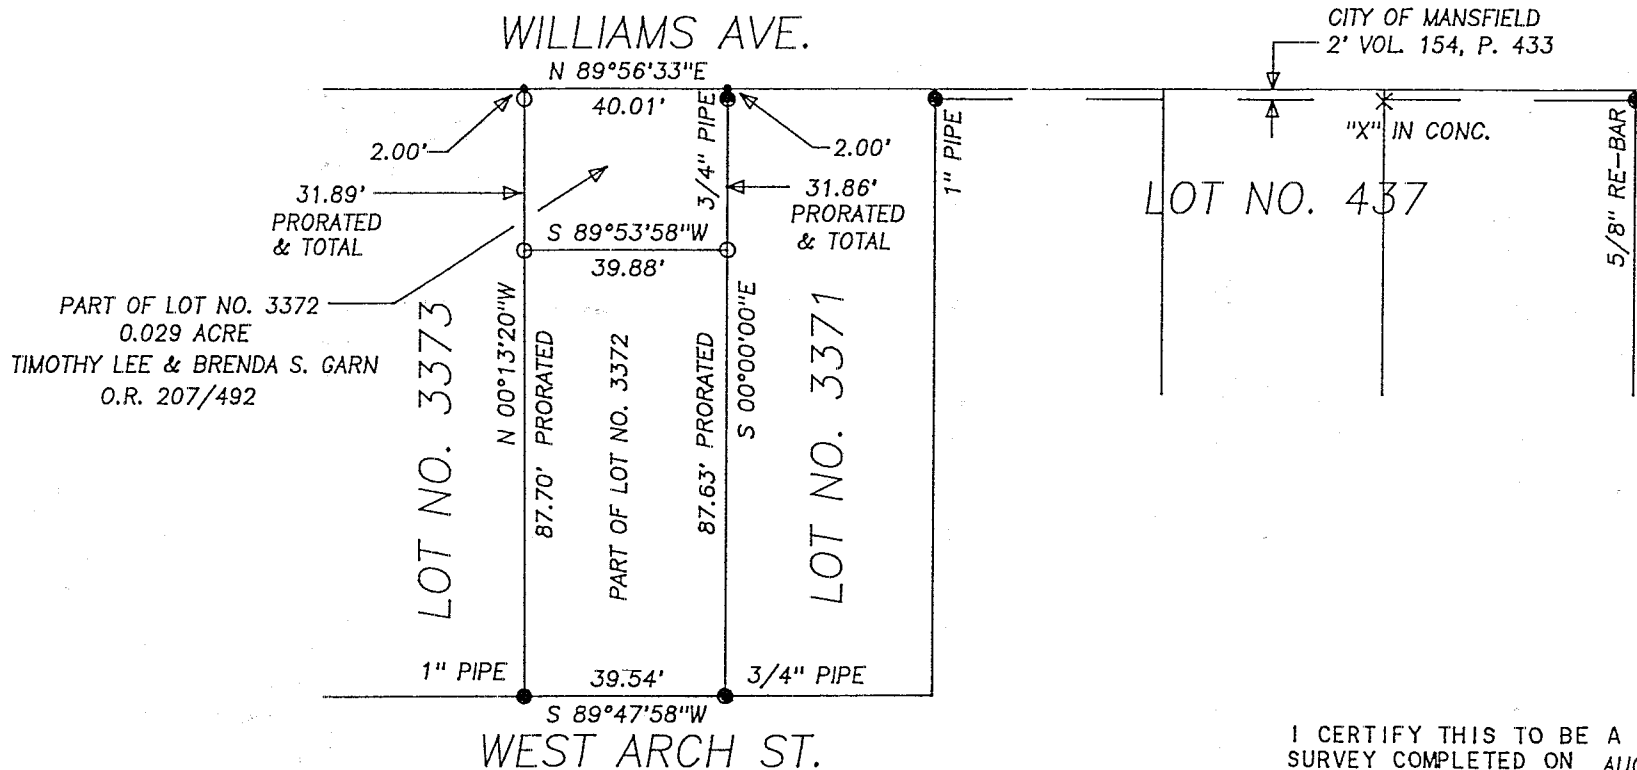 WILLIAMS AVE.
CITY OF MANSFIELD
2' VOL. 154, P. 433
N 89°56'33"E
40.01'
3/4" PIPE
2.00'
2.00'
1" PIPE
"X" IN CONC.
5/8" RE-BAR
31.89'
PRORATED
& TOTAL
31.86'
PRORATED
& TOTAL
LOT NO. 437
S 89°53'58"W
39.88'
PART OF LOT NO. 3372
0.029 ACRE
TIMOTHY LEE & BRENDA S. GARN
O.R. 207/492
LOT NO. 3373
N 00°13'20"W
87.70' PRORATED
PART OF LOT NO. 3372
87.63' PRORATED
S 00°00'00"E
LOT NO. 3371
1" PIPE
39.54'
3/4" PIPE
S 89°47'58"W
WEST ARCH ST.
I CERTIFY THIS TO BE A
SURVEY COMPLETED ON